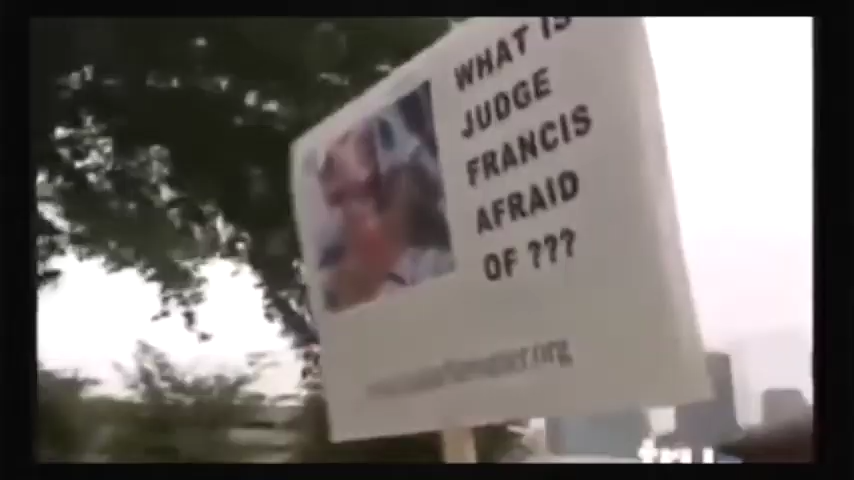 WHAT IS
JUDGE
FRANCIS
AFRAID
OF ???